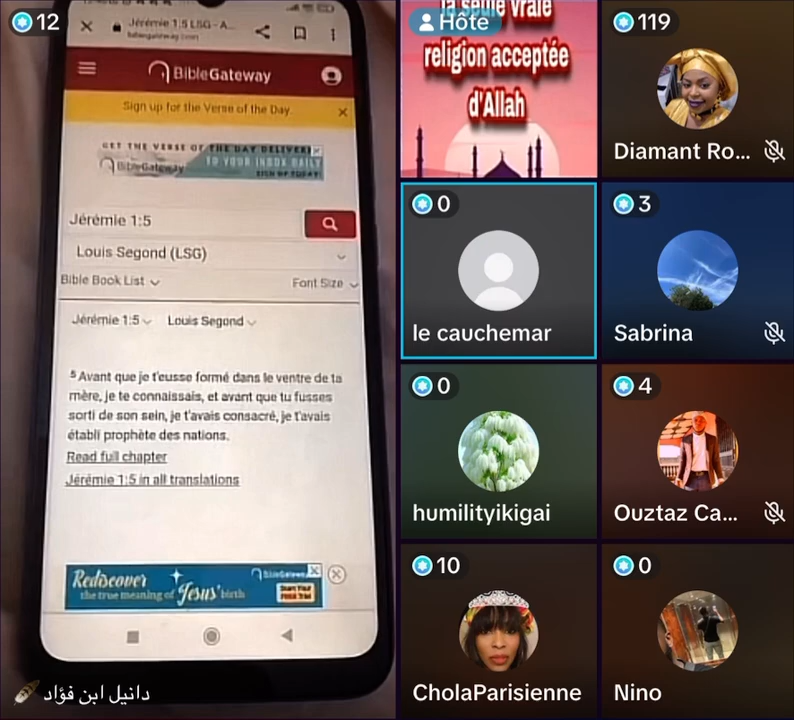 12
Jérémie 1:5 LSG - A...
biblegateway.com
BibleGateway
Sign up for the Verse of the Day
GET THE VERSE OF THE DAY DELIVERED
BibleGateway
TO YOUR INBOX DAILY
SIGN UP TODAY!
Jérémie 1:5
Louis Segond (LSG)
Bible Book List
Font Size
Jérémie 1:5
Louis Segond
5 Avant que je t'eusse formé dans le ventre de ta
mère, je te connaissais, et avant que tu fusses
sorti de son sein, je t'avais consacré, je t'avais
établi prophète des nations.
Read full chapter
Jérémie 1:5 in all translations
Rediscover
the true meaning of Jesus' birth
BibleGateway
Start Your
FREE Trial
دانيل ابن فؤاد
Hôte
la seule vraie
religion acceptée
d'Allah
119
Diamant Ro...
0
le cauchemar
3
Sabrina
0
humilityikigai
4
Ouztaz Ca...
10
CholaParisienne
0
Nino